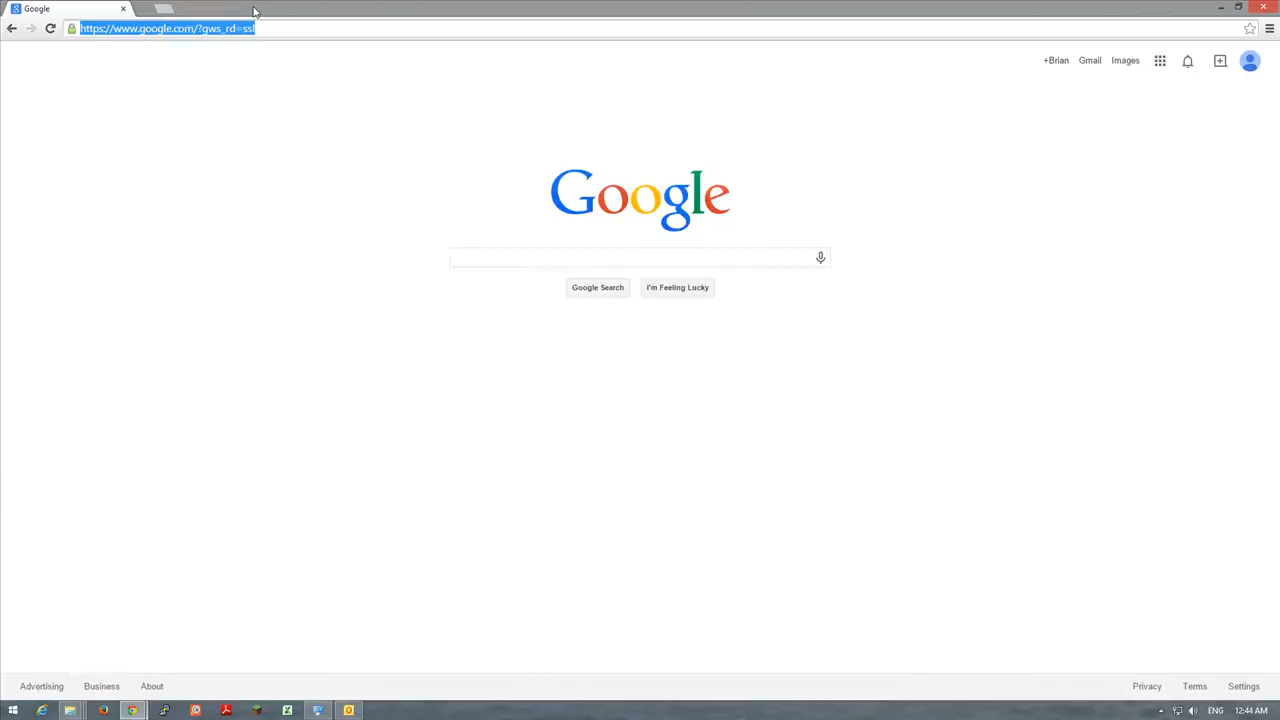 Google
https://www.google.com/?gws_rd=ssl
+Brian Gmail Images
Google
Google Search I'm Feeling Lucky
Advertising Business About Privacy Terms Settings
ENG 12:44 AM